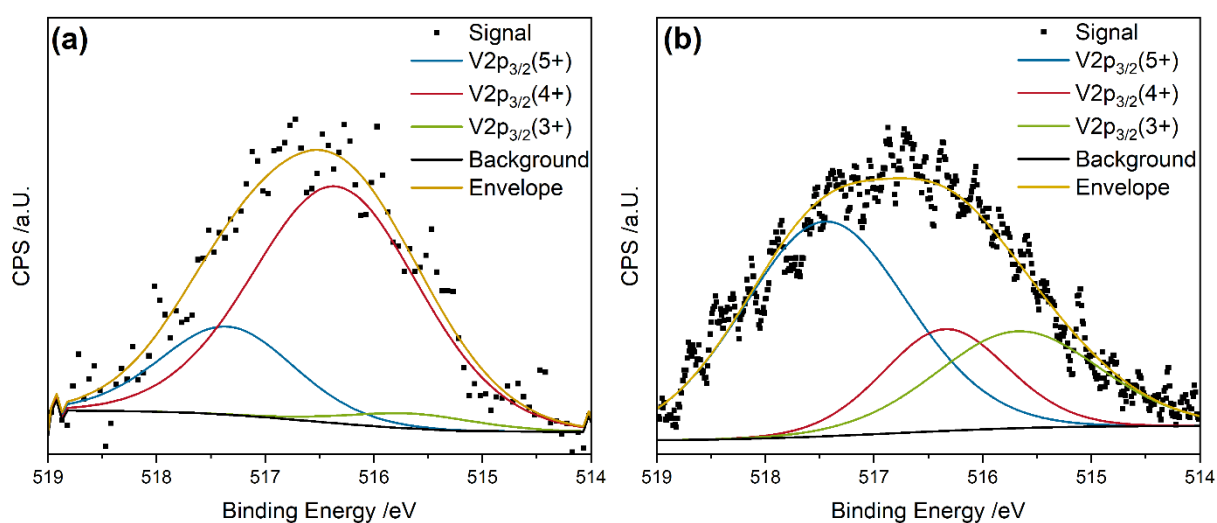 (a)
Signal
V2p3/2(5+)
V2p3/2(4+)
V2p3/2(3+)
Background
Envelope
CPS /a.U.
519 518 517 516 515 514
Binding Energy /eV
(b)
Signal
V2p3/2(5+)
V2p3/2(4+)
V2p3/2(3+)
Background
Envelope
CPS /a.U.
519 518 517 516 515 514
Binding Energy /eV